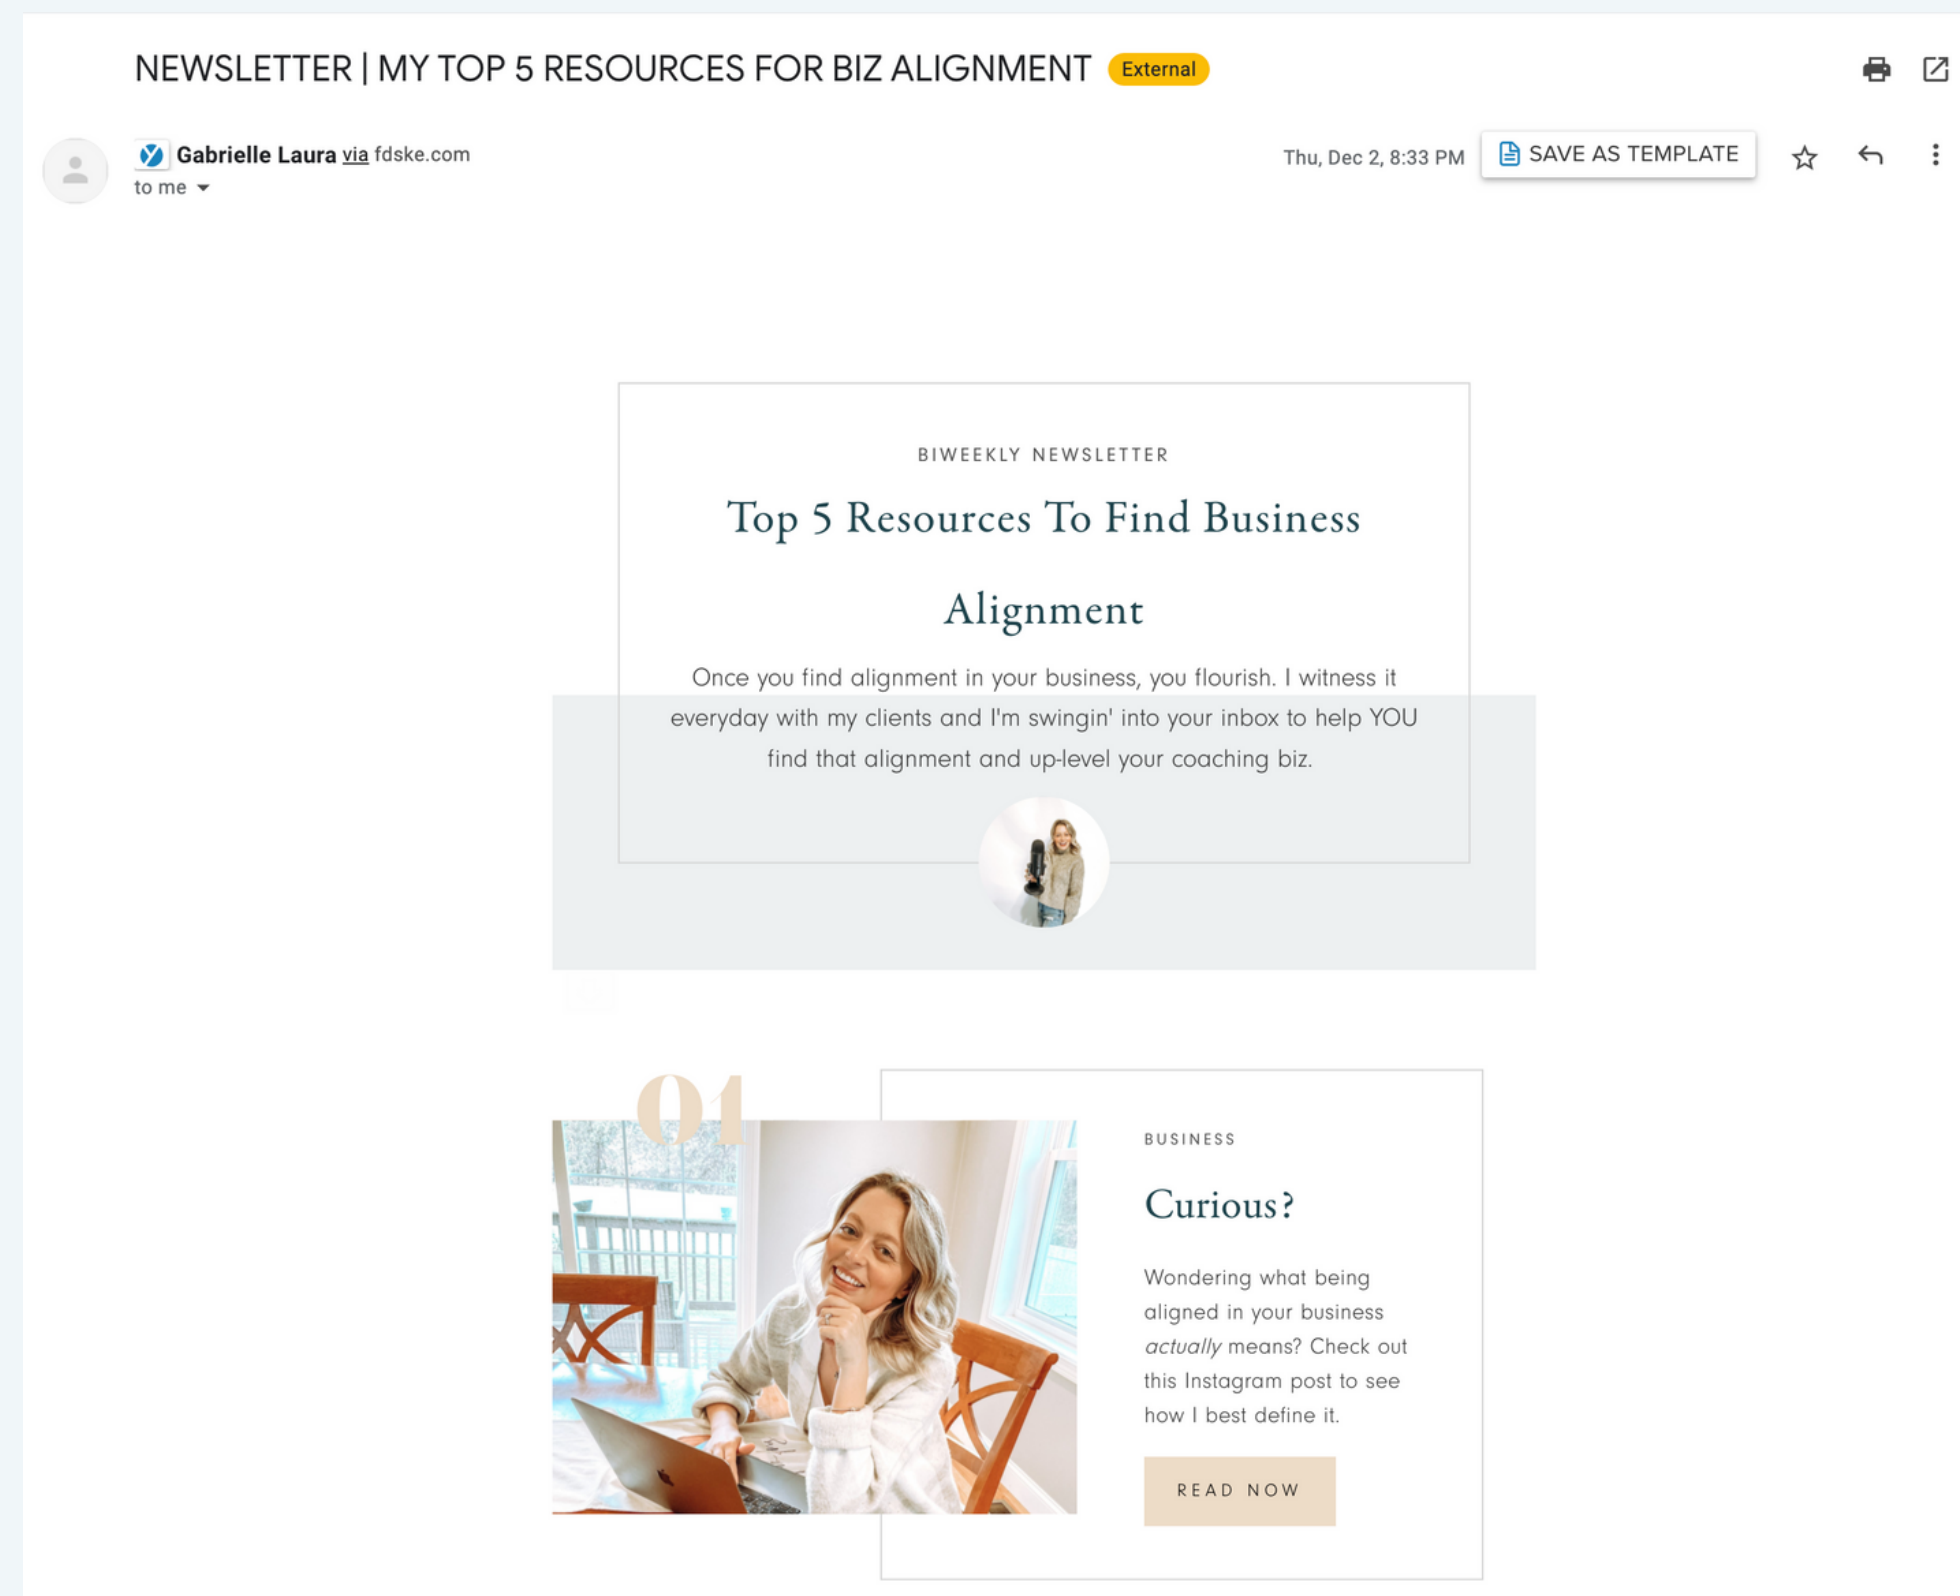 NEWSLETTER | MY TOP 5 RESOURCES FOR BIZ ALIGNMENT External
Gabrielle Laura via fdske.com
Thu, Dec 2, 8:33 PM
SAVE AS TEMPLATE
to me
BIWEEKLY NEWSLETTER
Top 5 Resources To Find Business
Alignment
Once you find alignment in your business, you flourish. I witness it
everyday with my clients and I'm swingin' into your inbox to help YOU
find that alignment and up-level your coaching biz.
01
BUSINESS
Curious?
Wondering what being
aligned in your business
actually means? Check out
this Instagram post to see
how I best define it.
READ NOW